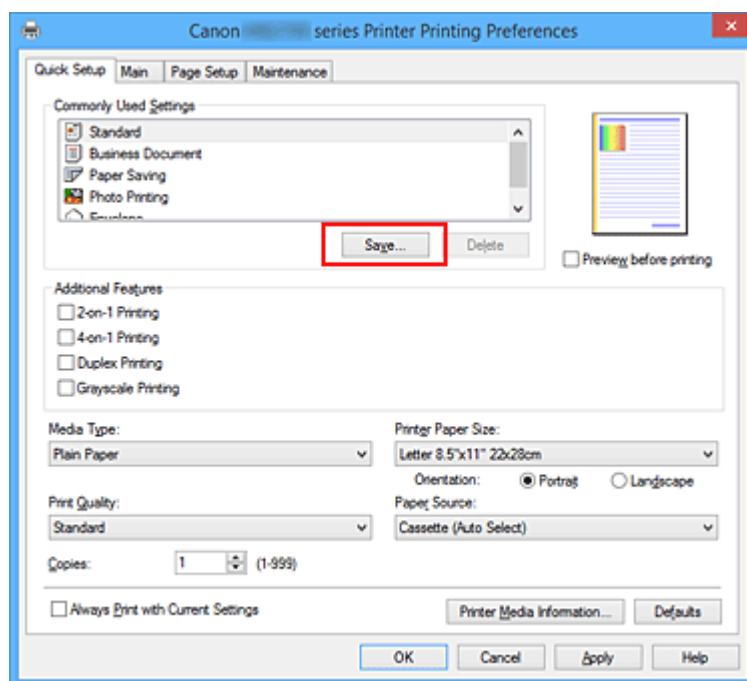 Canon series Printer Printing Preferences
Quick Setup Main Page Setup Maintenance
Commonly Used Settings
Standard
Business Document
Paper Saving
Photo Printing
Envelope
Save... Delete
Preview before printing
Additional Features
2-on-1 Printing
4-on-1 Printing
Duplex Printing
Grayscale Printing
Media Type: Printer Paper Size:
Plain Paper Letter 8.5"x11" 22x28cm
Orientation: Portrait Landscape
Print Quality: Paper Source:
Standard Cassette (Auto Select)
Copies: 1 (1-999)
Always Print with Current Settings Printer Media Information... Defaults
OK Cancel Apply Help